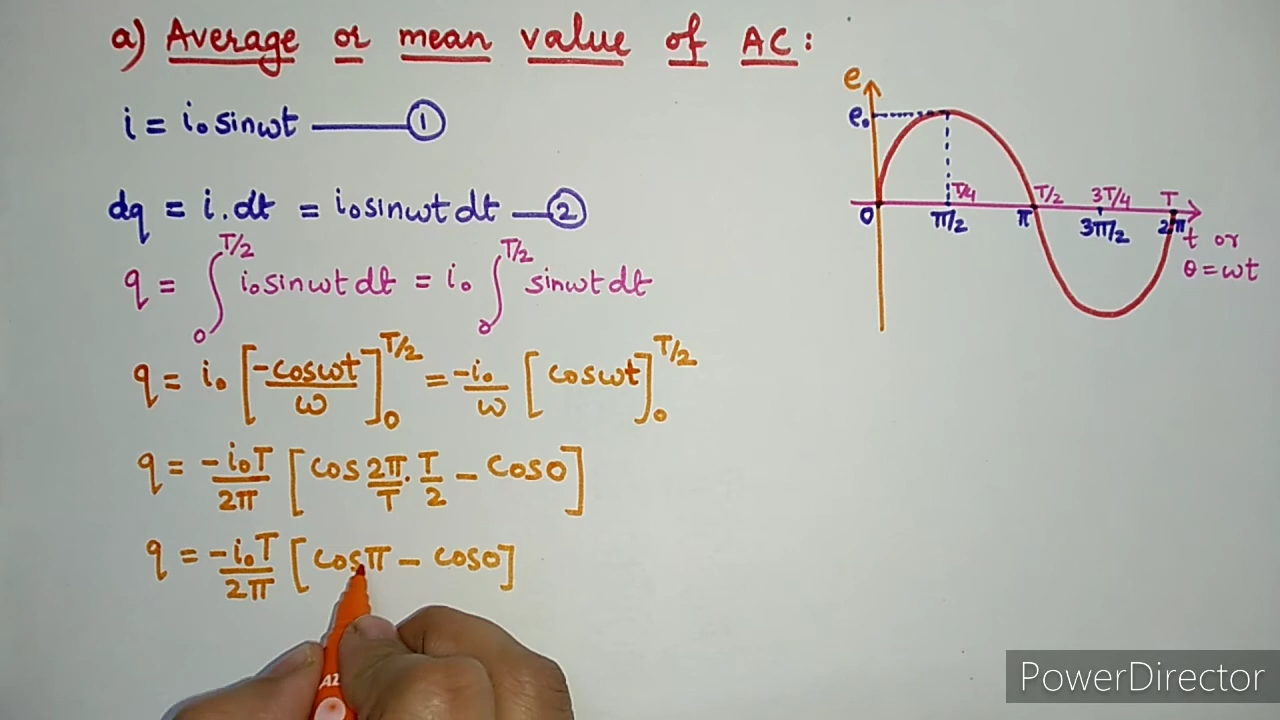 a) Average or mean value of AC:
i = i₀ sinωt ——— ①
dq = i.dt = i₀ sinωt dt — ②
q = ∫₀^T/2 i₀ sinωt dt = i₀ ∫₀^T/2 sinωt dt
q = i₀ [-cosωt/ω]₀^T/2 = -i₀/ω [cosωt]₀^T/2
q = -i₀T/2π [cos 2π/T . T/2 - cos0]
q = -i₀T/2π [cosπ - cos0]
e
e₀
T/4 T/2 3T/4 T
0 π/2 π 3π/2 2π
t or
θ = ωt
A2
PowerDirector